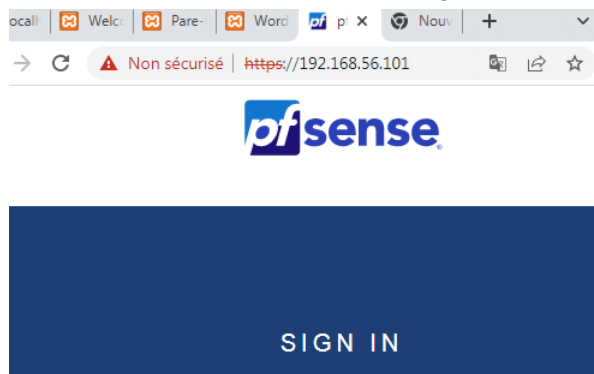 ocalh Welc Pare- Word pf Nouv
Non sécurisé https://192.168.56.101
pfsense
SIGN IN